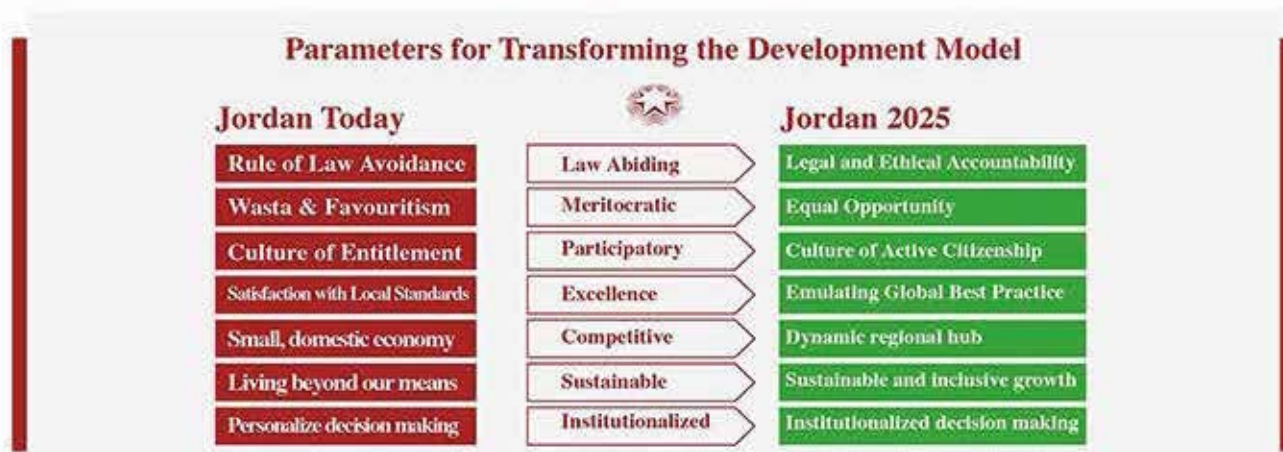 Parameters for Transforming the Development Model
Jordan Today
Jordan 2025
Rule of Law Avoidance
Law Abiding
Legal and Ethical Accountability
Wasta & Favouritism
Meritocratic
Equal Opportunity
Culture of Entitlement
Participatory
Culture of Active Citizenship
Satisfaction with Local Standards
Excellence
Emulating Global Best Practice
Small, domestic economy
Competitive
Dynamic regional hub
Living beyond our means
Sustainable
Sustainable and inclusive growth
Personalize decision making
Institutionalized
Institutionalized decision making